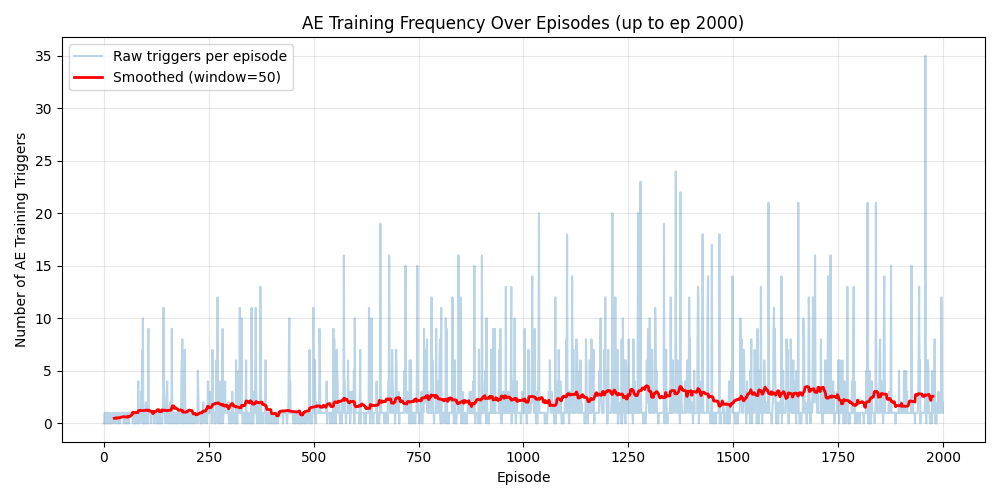 AE Training Frequency Over Episodes (up to ep 2000)
Raw triggers per episode
Smoothed (window=50)
Number of AE Training Triggers
35
30
25
20
15
10
5
0
0 250 500 750 1000 1250 1500 1750 2000
Episode